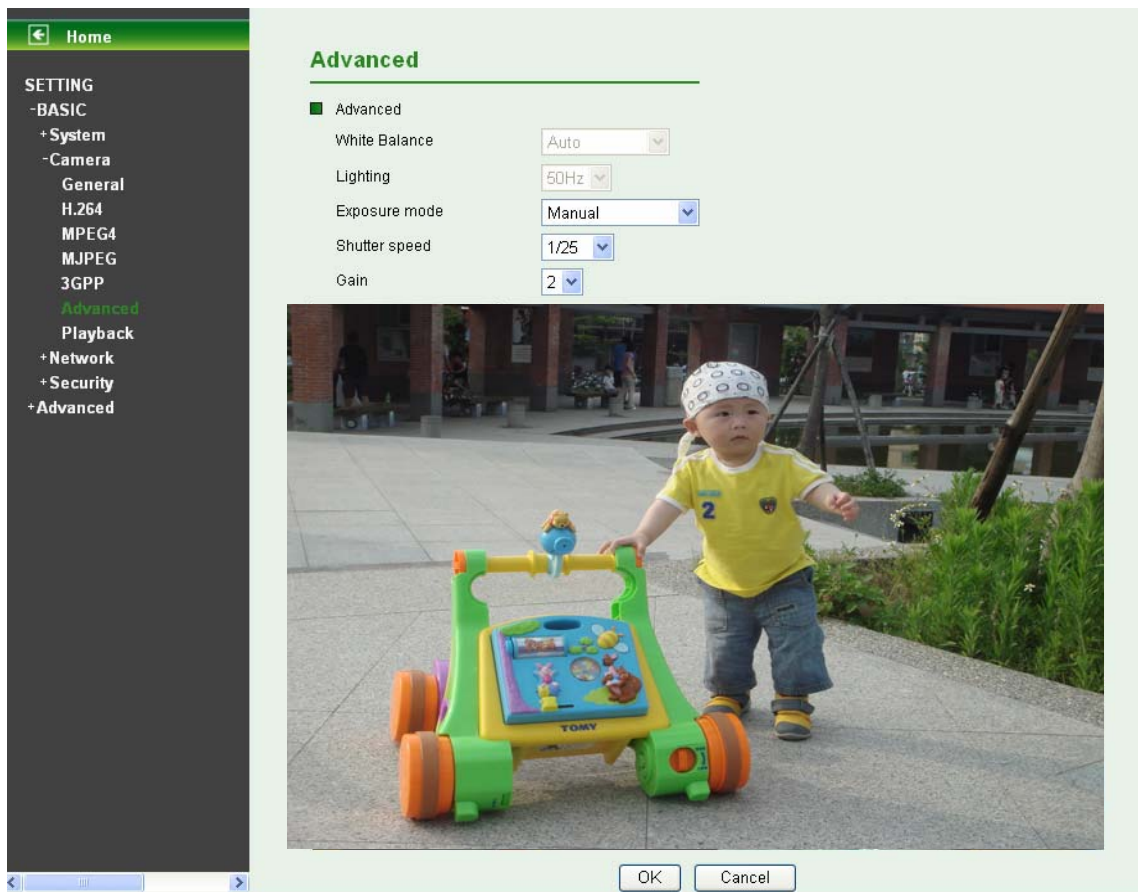 Home
SETTING
-BASIC
+System
-Camera
General
H.264
MPEG4
MJPEG
3GPP
Advanced
Playback
+Network
+Security
+Advanced
Advanced
Advanced
White Balance Auto
Lighting 50Hz
Exposure mode Manual
Shutter speed 1/25
Gain 2
2
TOMY
OK Cancel